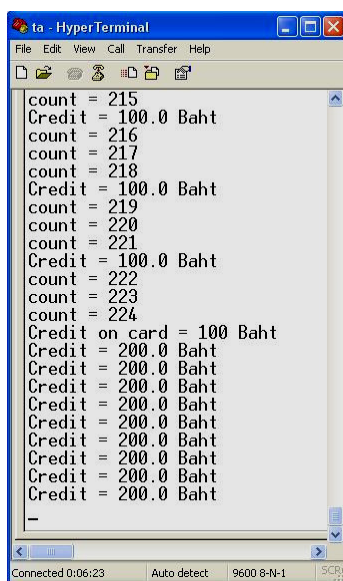 ta - HyperTerminal
File Edit View Call Transfer Help
count = 215
Credit = 100.0 Baht
count = 216
count = 217
count = 218
Credit = 100.0 Baht
count = 219
count = 220
count = 221
Credit = 100.0 Baht
count = 222
count = 223
count = 224
Credit on card = 100 Baht
Credit = 200.0 Baht
Credit = 200.0 Baht
Credit = 200.0 Baht
Credit = 200.0 Baht
Credit = 200.0 Baht
Credit = 200.0 Baht
Credit = 200.0 Baht
Credit = 200.0 Baht
Credit = 200.0 Baht
_
Connected 0:06:23 Auto detect 9600 8-N-1 SCR